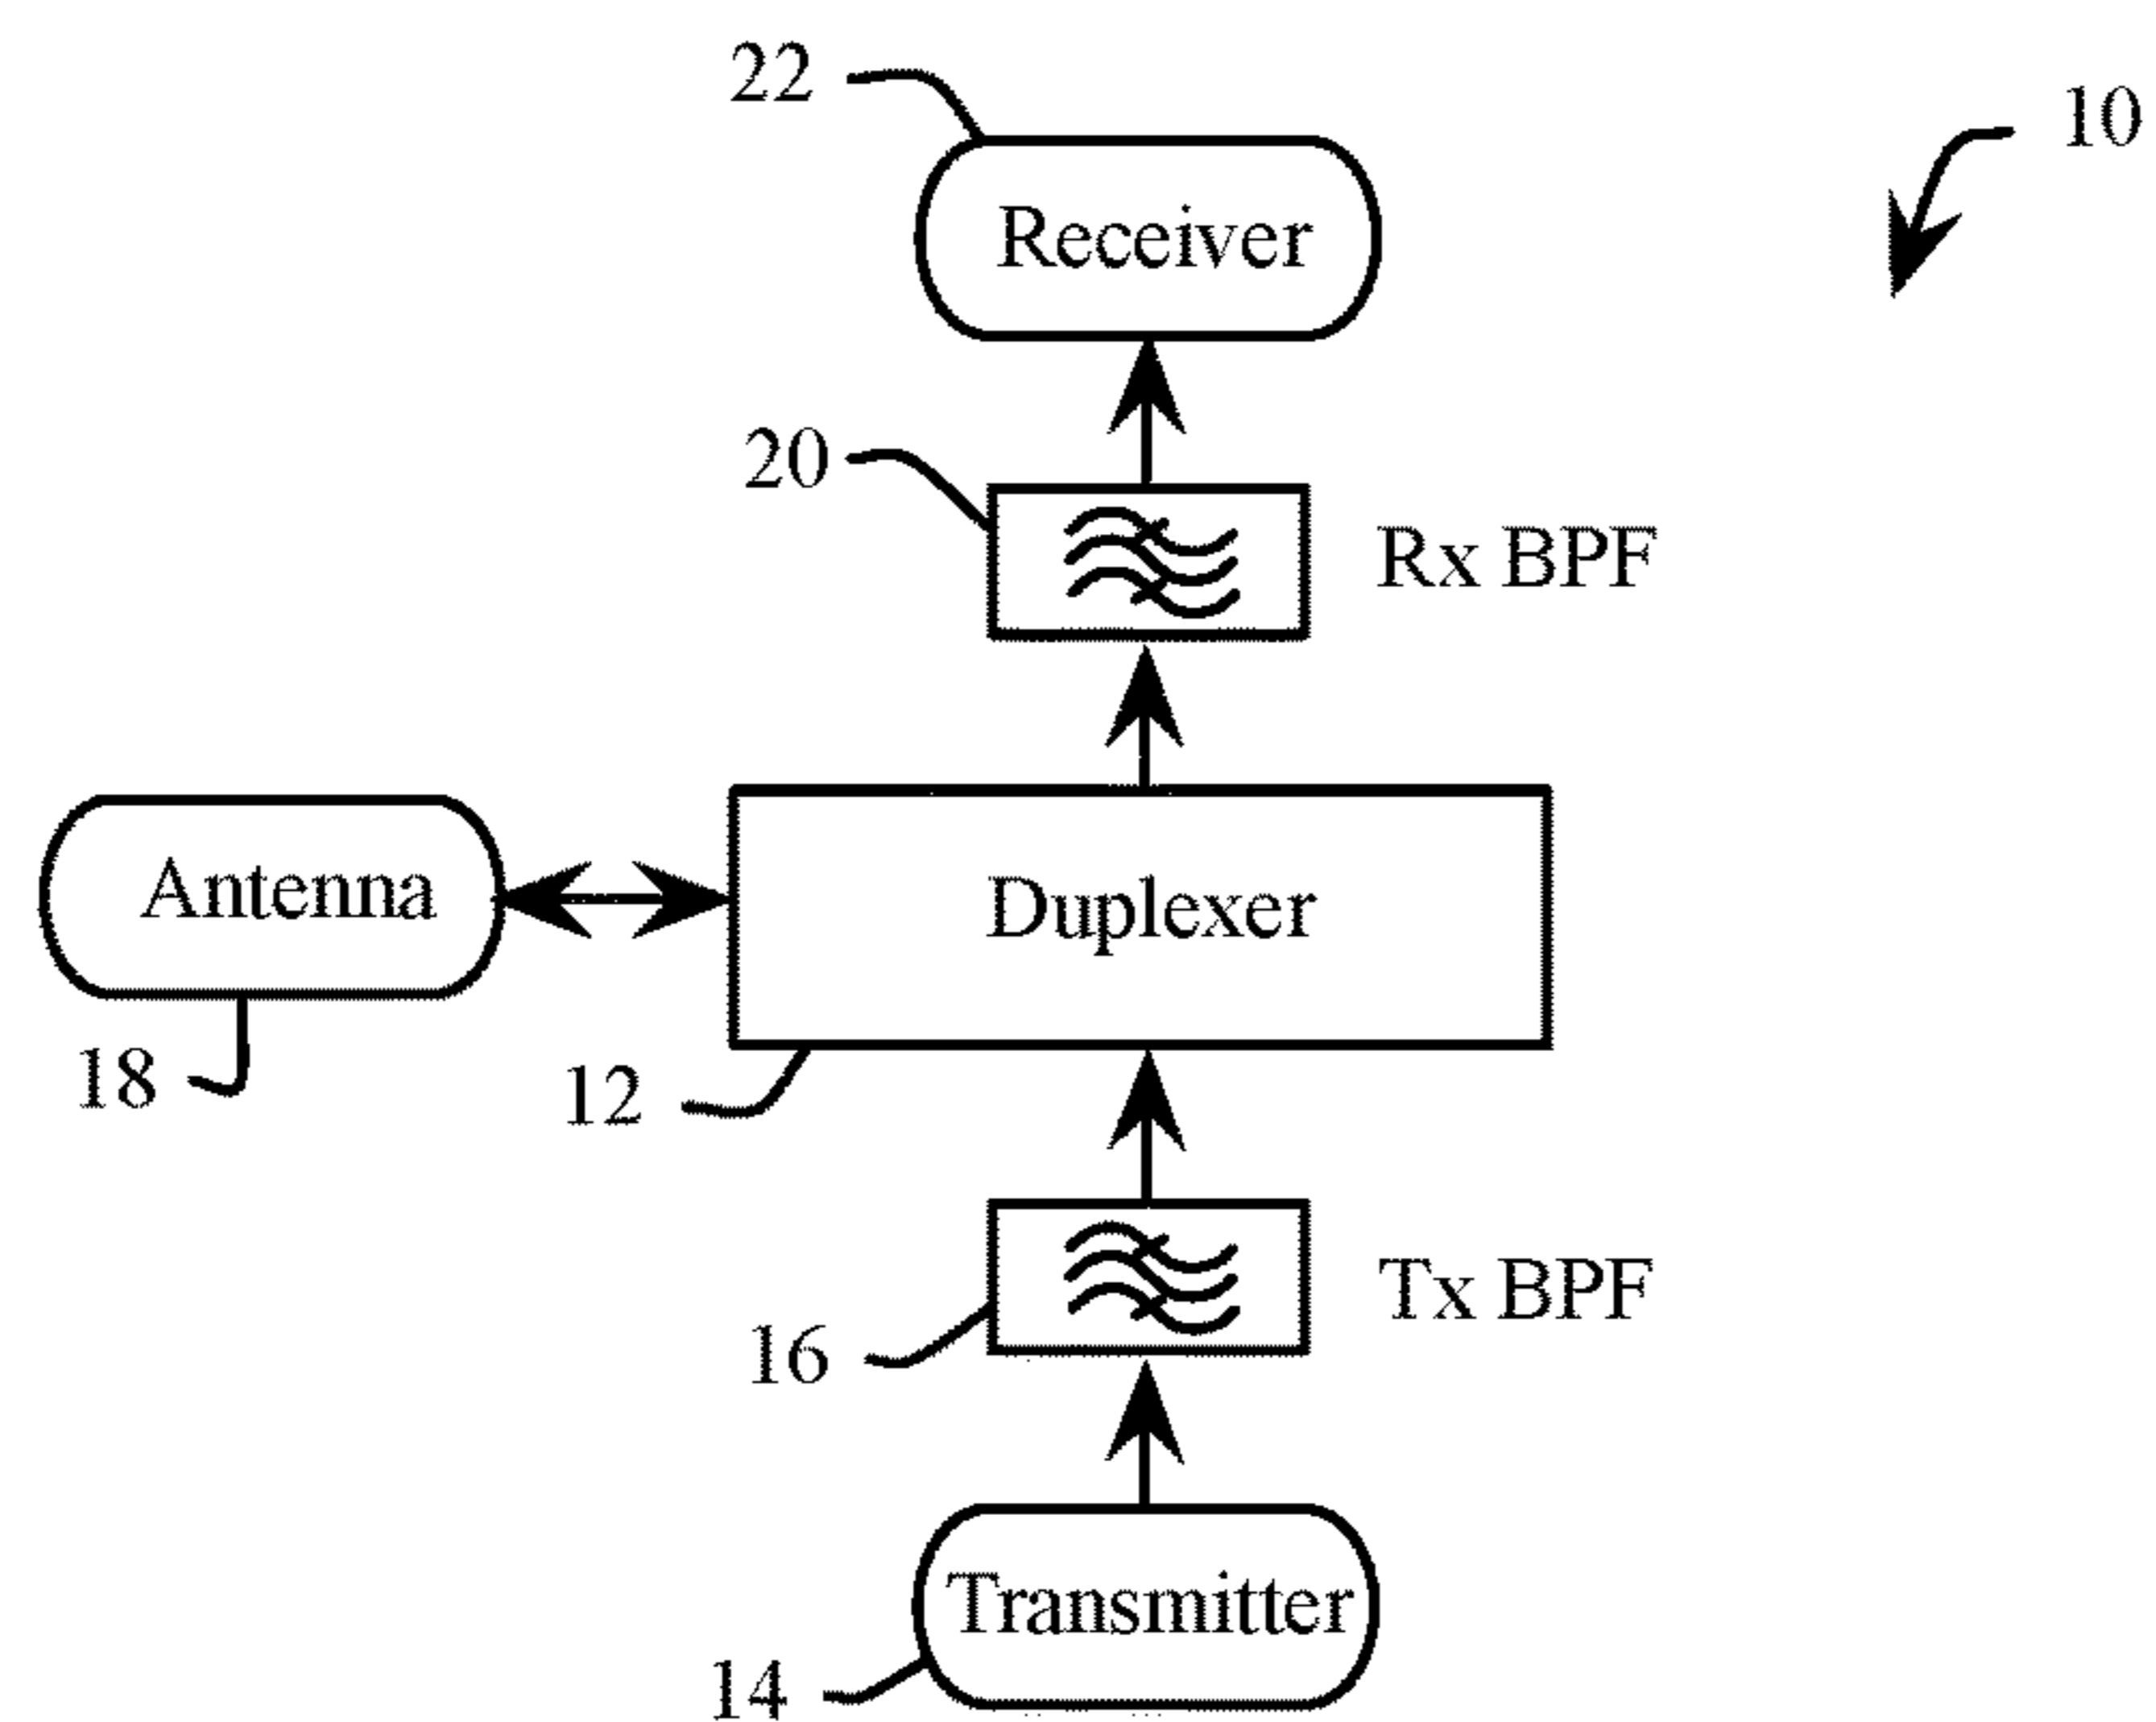 22
10
Receiver
20
Rx BPF
Antenna
Duplexer
18
12
16
Tx BPF
Transmitter
14